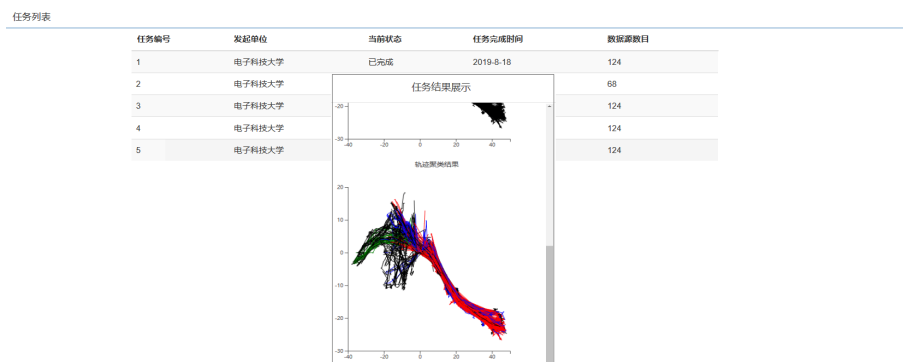 任务列表
任务编号 发起单位 当前状态 任务完成时间 数据源数目
1 电子科技大学 已完成 2019-8-18 124
2 电子科技大学 68
3 电子科技大学 124
4 电子科技大学 124
5 电子科技大学 124
任务结果展示
-20
-30
-40 -20 0 20 40
轨迹聚类结果
20
10
0
-10
-20
-30
-40 -20 0 20 40